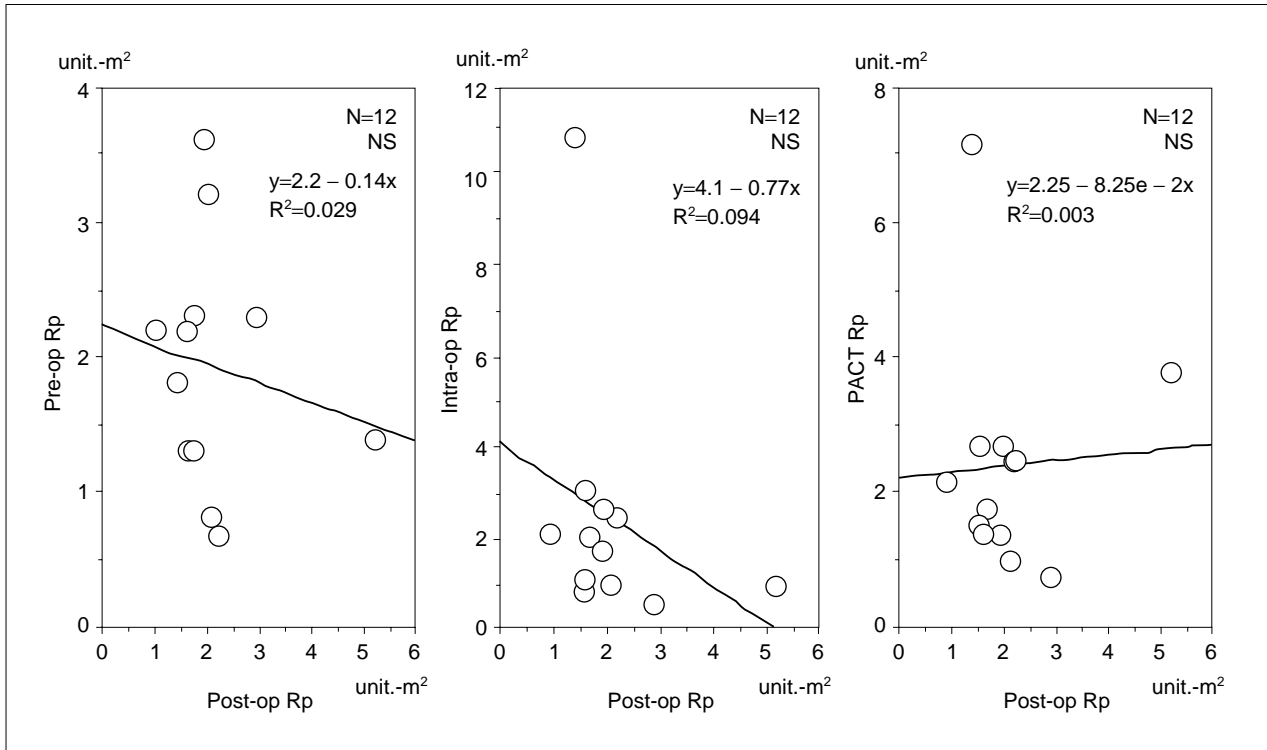 unit.-m²
4
3
2
1
0
Pre-op Rp
N=12
NS
y=2.2 – 0.14x
R²=0.029
0 1 2 3 4 5 6
Post-op Rp
unit.-m²
unit.-m²
12
10
8
6
4
2
0
Intra-op Rp
N=12
NS
y=4.1 – 0.77x
R²=0.094
0 1 2 3 4 5 6
Post-op Rp
unit.-m²
unit.-m²
8
6
4
2
0
PACT Rp
N=12
NS
y=2.25 – 8.25e – 2x
R²=0.003
0 1 2 3 4 5 6
Post-op Rp
unit.-m²